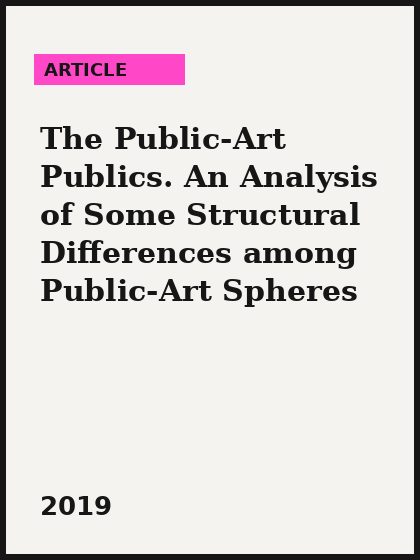 ARTICLE
The Public-Art
Publics. An Analysis
of Some Structural
Differences among
Public-Art Spheres
2019